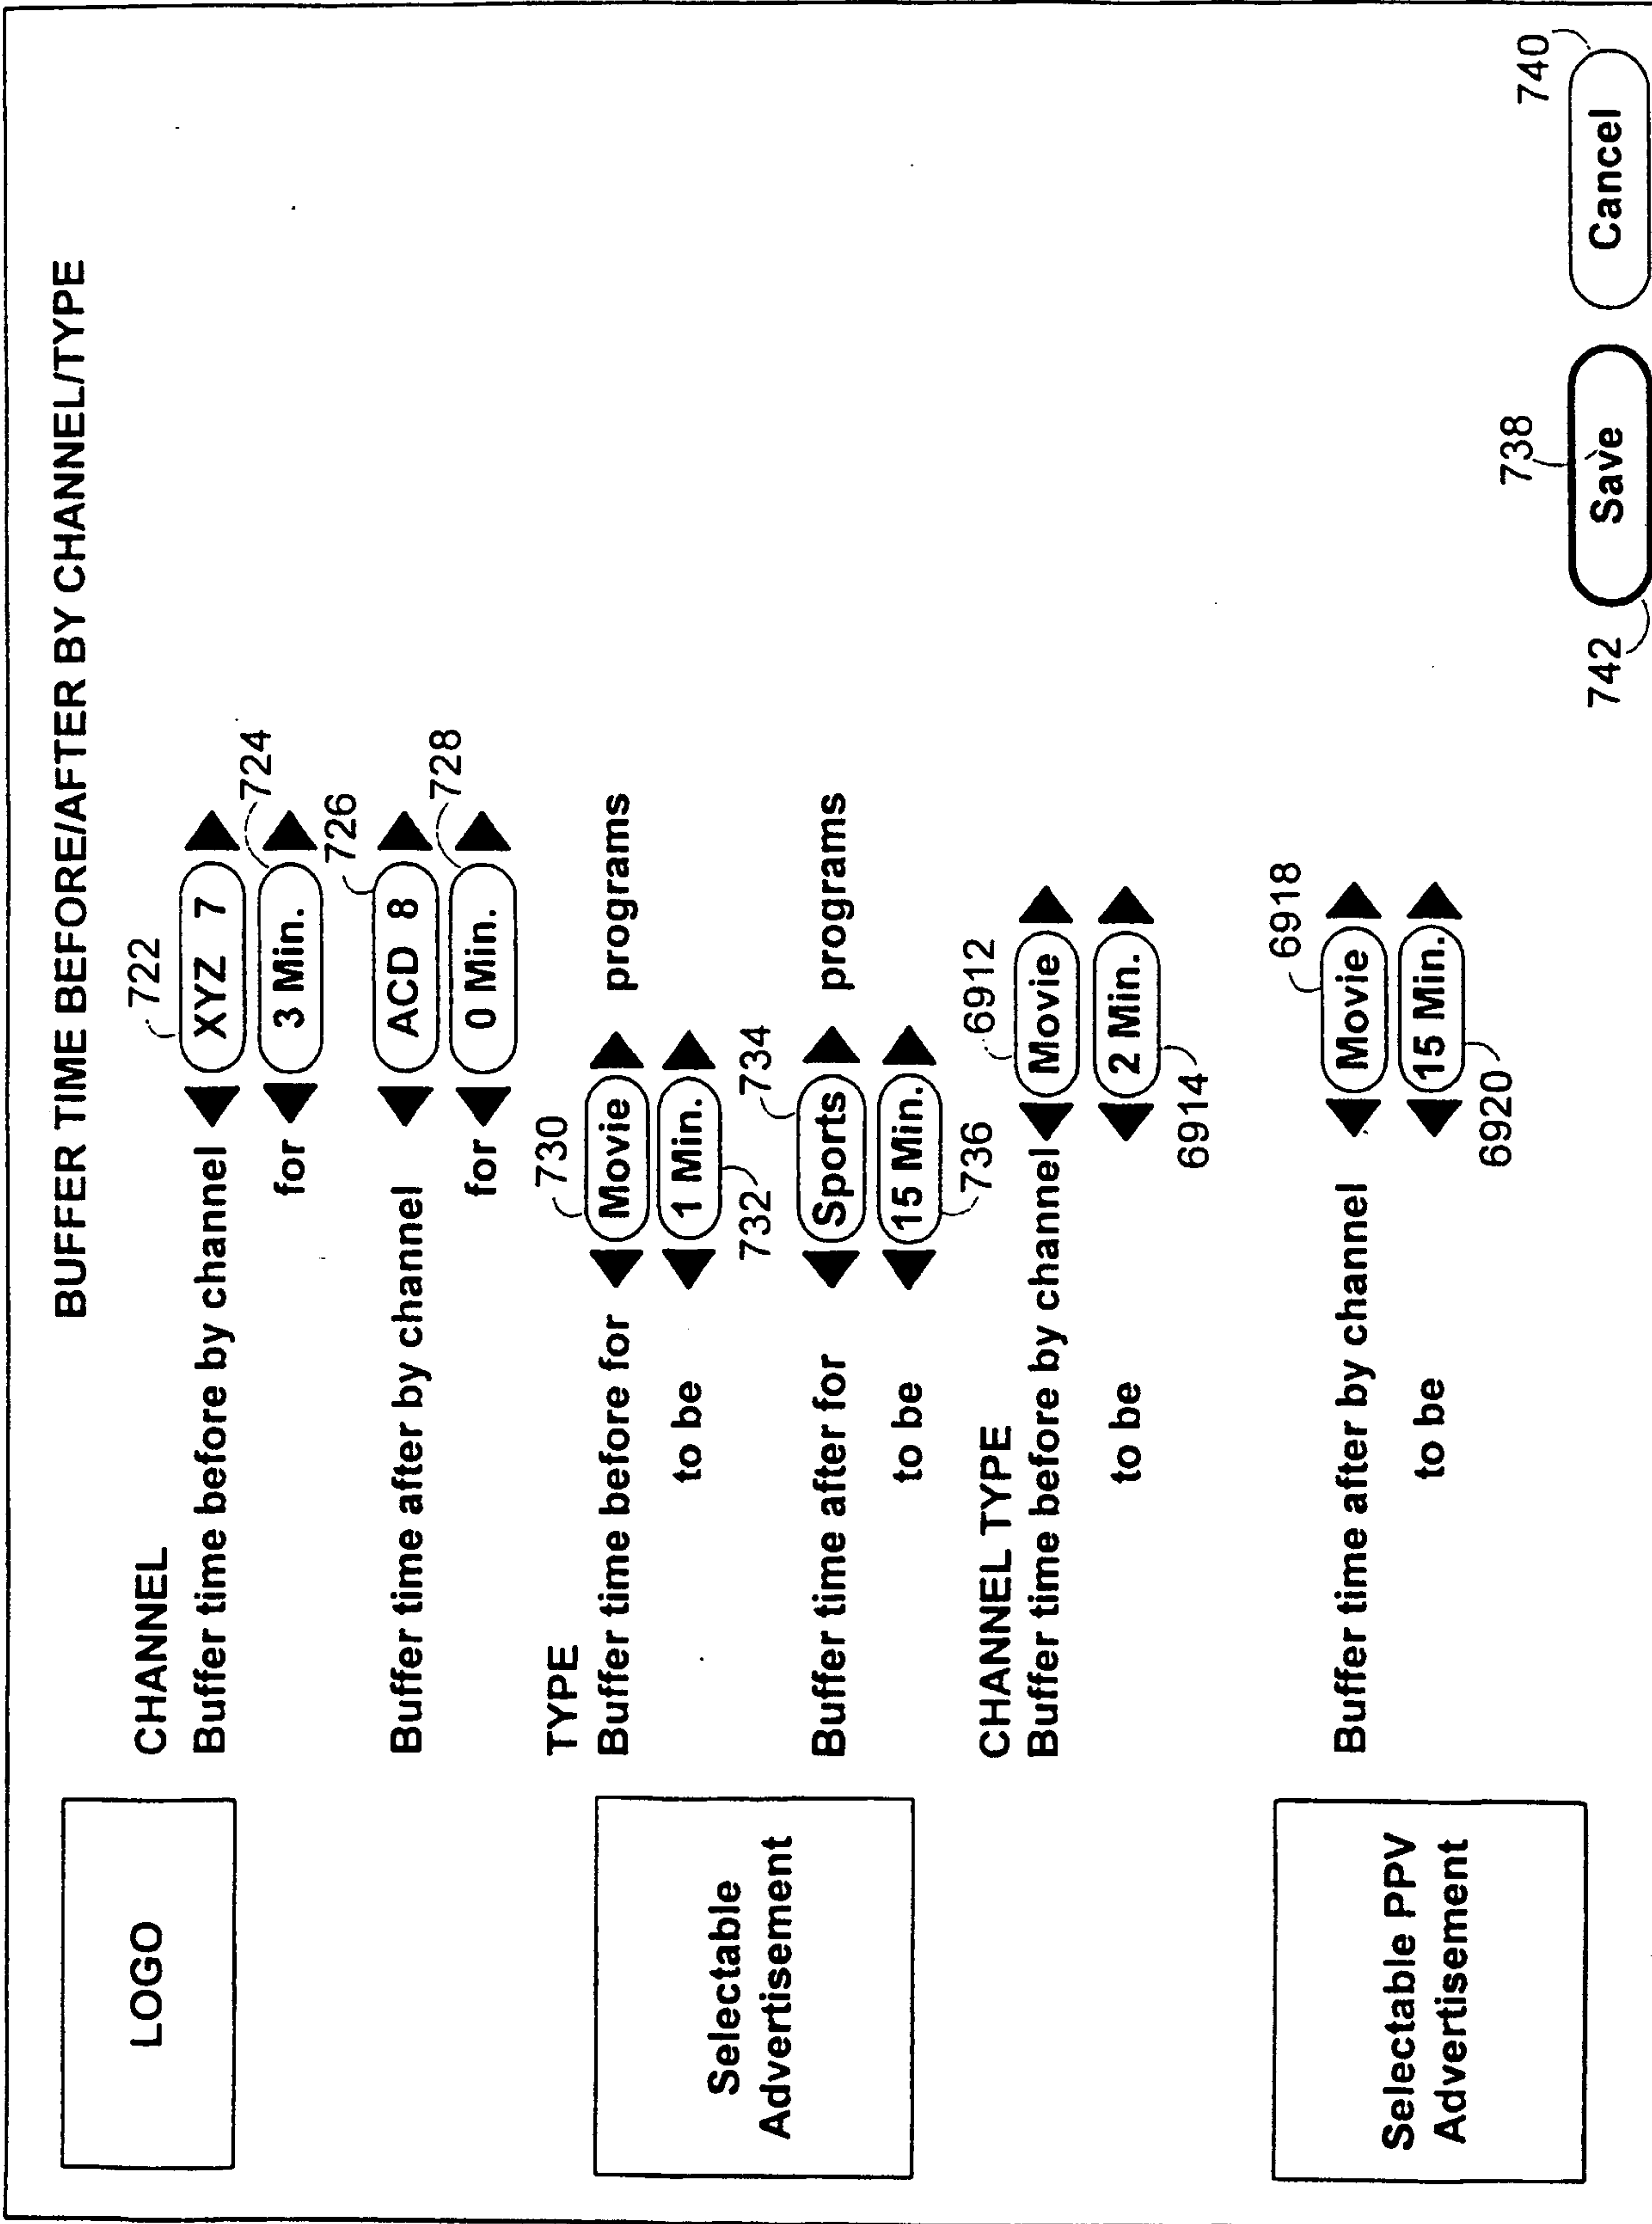 BUFFER TIME BEFORE/AFTER BY CHANNEL/TYPE
LOGO
CHANNEL
722
Buffer time before by channel XYZ 7
for 3 Min. 724
726
Buffer time after by channel ACD 8
for 0 Min. 728
TYPE
730
Selectable
Advertisement
Buffer time before for Movie programs
to be 1 Min.
732
734
Buffer time after for Sports programs
to be 15 Min.
736
CHANNEL TYPE
6912
Buffer time before by channel Movie
to be 2 Min.
6914
6918
Selectable PPV
Advertisement
Buffer time after by channel Movie
to be 15 Min.
6920
738
740
742
Save
Cancel